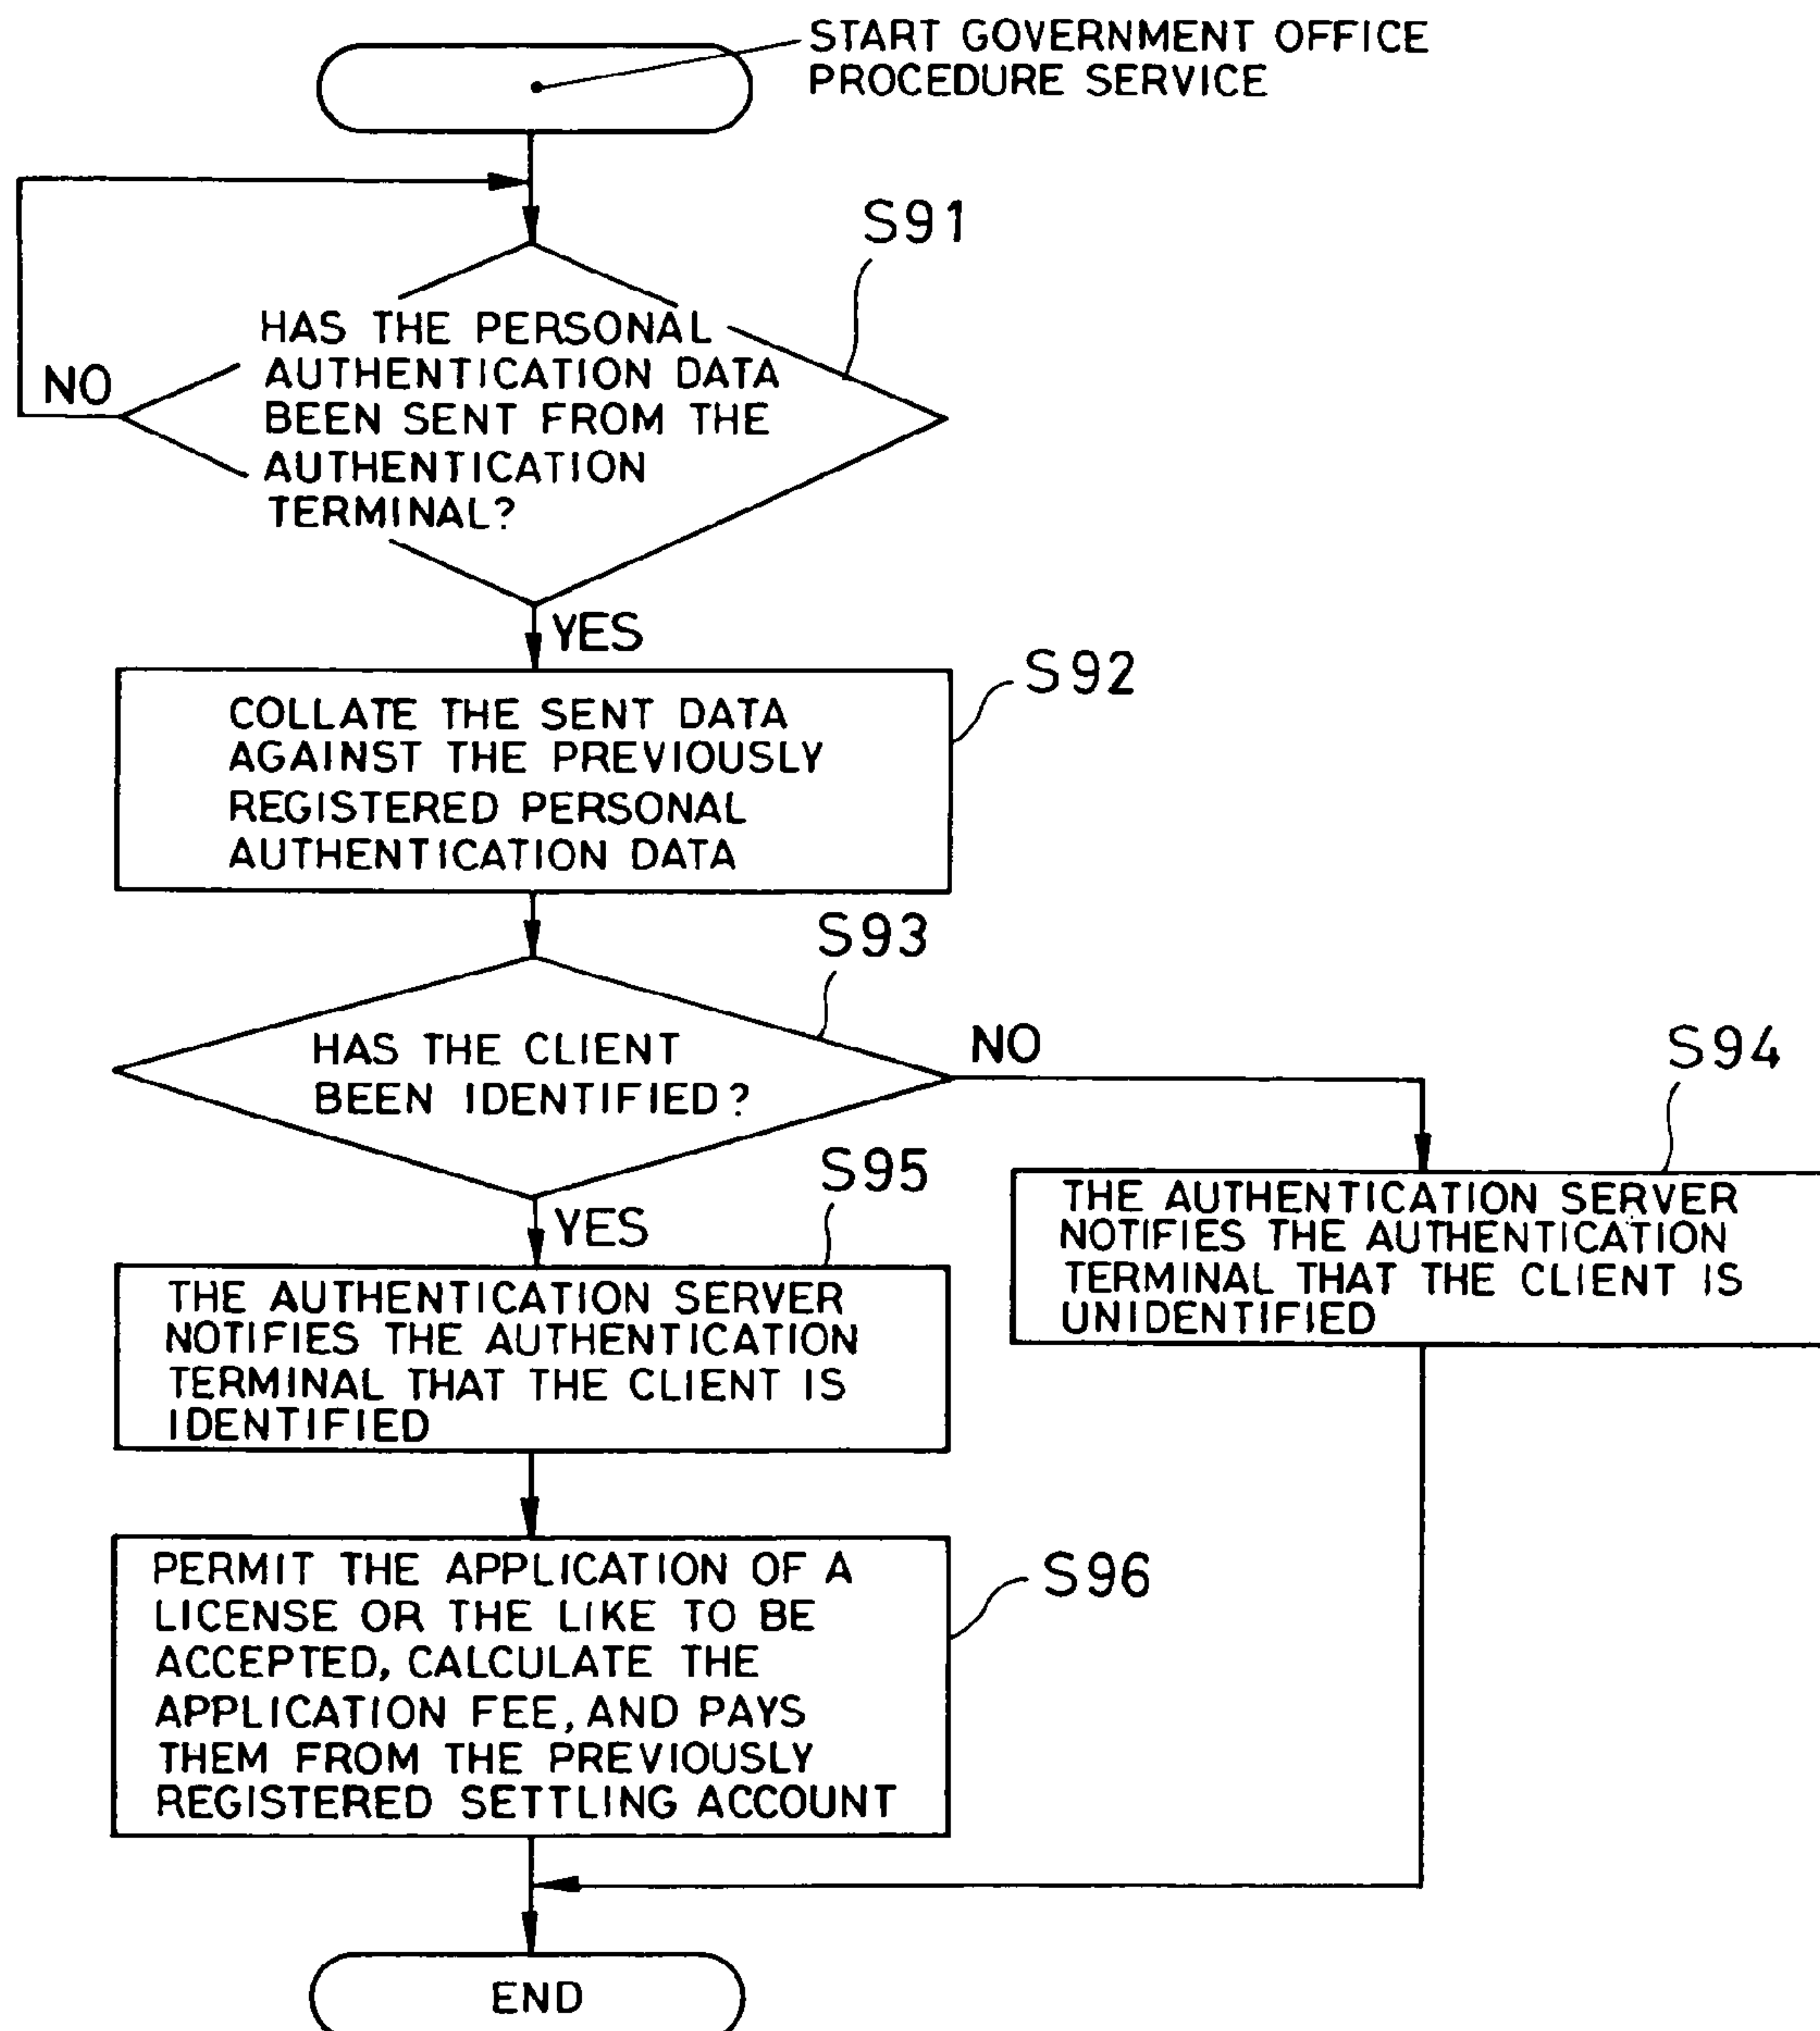 START GOVERNMENT OFFICE
PROCEDURE SERVICE
S91
HAS THE PERSONAL
AUTHENTICATION DATA
BEEN SENT FROM THE
AUTHENTICATION
TERMINAL?
NO
YES
S92
COLLATE THE SENT DATA
AGAINST THE PREVIOUSLY
REGISTERED PERSONAL
AUTHENTICATION DATA
S93
HAS THE CLIENT
BEEN IDENTIFIED?
NO
S94
THE AUTHENTICATION SERVER
NOTIFIES THE AUTHENTICATION
TERMINAL THAT THE CLIENT IS
UNIDENTIFIED
YES
S95
THE AUTHENTICATION SERVER
NOTIFIES THE AUTHENTICATION
TERMINAL THAT THE CLIENT IS
IDENTIFIED
PERMIT THE APPLICATION OF A
LICENSE OR THE LIKE TO BE
ACCEPTED, CALCULATE THE
APPLICATION FEE, AND PAYS
THEM FROM THE PREVIOUSLY
REGISTERED SETTLING ACCOUNT
S96
END